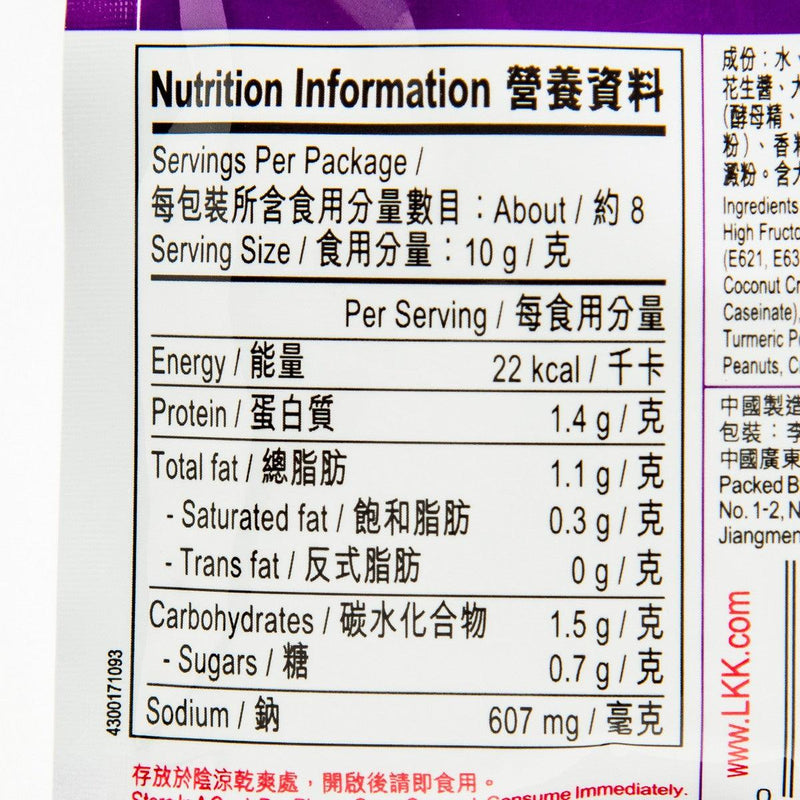 Nutrition Information 營養資料
Servings Per Package /
每包裝所含食用分量數目：About / 約 8
Serving Size / 食用分量：10 g / 克
Per Serving / 每食用分量
Energy / 能量 22 kcal / 千卡
Protein / 蛋白質 1.4 g / 克
Total fat / 總脂肪 1.1 g / 克
- Saturated fat / 飽和脂肪 0.3 g / 克
- Trans fat / 反式脂肪 0 g / 克
Carbohydrates / 碳水化合物 1.5 g / 克
- Sugars / 糖 0.7 g / 克
Sodium / 鈉 607 mg / 毫克
存放於陰涼乾爽處，開啟後請即食用。
Consume Immediately.
4300171093
成份：水、
花生醬、
(酵母精、
粉)、香
澱粉。含
Ingredients
High
(E621,
Coconut
Caseinate),
Turmeric
Peanuts,
中國製造
包裝：李
中國廣東
Packed
No. 1-2,
Jiangmen
www.LKK.com